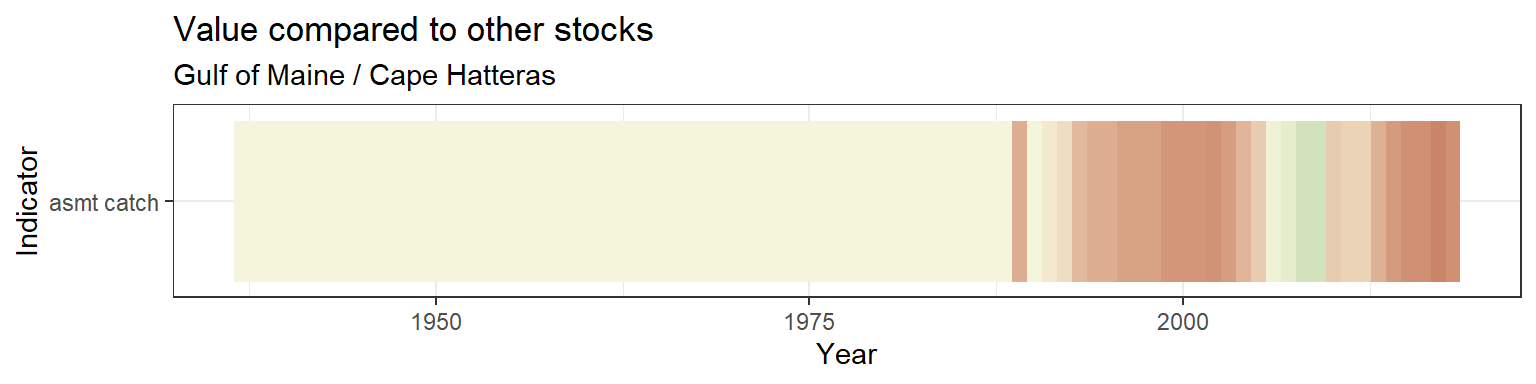 Value compared to other stocks
Gulf of Maine / Cape Hatteras
Indicator
asmt catch
1950
1975
2000
Year